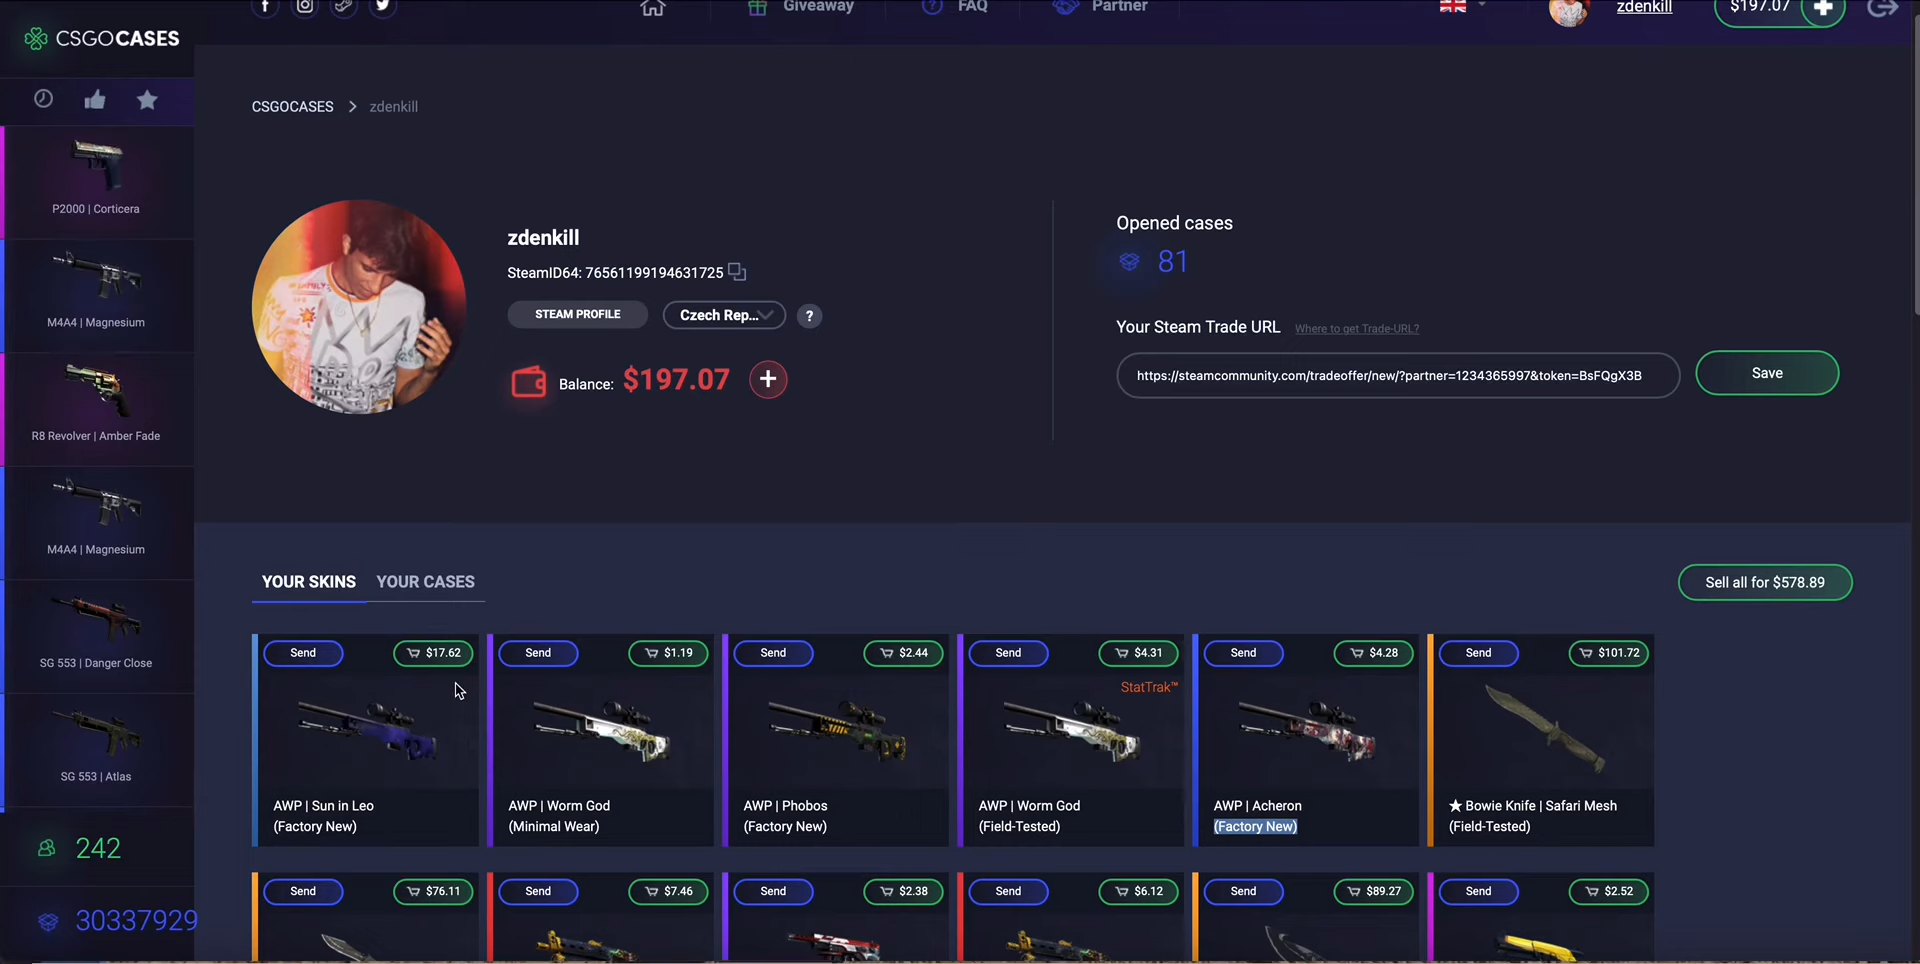 Giveaway
FAQ
Partner
zdenkill
$197.07
CSGOCASES
CSGOCASES > zdenkill
P2000 | Corticera
M4A4 | Magnesium
R8 Revolver | Amber Fade
M4A4 | Magnesium
SG 553 | Danger Close
SG 553 | Atlas
242
30337929
zdenkill
SteamID64: 76561199194631725
STEAM PROFILE
Czech Rep...
?
Balance: $197.07
Opened cases
81
Your Steam Trade URL Where to get Trade-URL?
https://steamcommunity.com/tradeoffer/new/?partner=1234365997&token=BsFQgX3B
Save
YOUR SKINS YOUR CASES
Sell all for $578.89
Send $17.62
AWP | Sun in Leo
(Factory New)
Send $1.19
AWP | Worm God
(Minimal Wear)
Send $2.44
AWP | Phobos
(Factory New)
Send $4.31
StatTrak™
AWP | Worm God
(Field-Tested)
Send $4.28
AWP | Acheron
(Factory New)
Send $101.72
★ Bowie Knife | Safari Mesh
(Field-Tested)
Send $76.11
Send $7.46
Send $2.38
Send $6.12
Send $89.27
Send $2.52